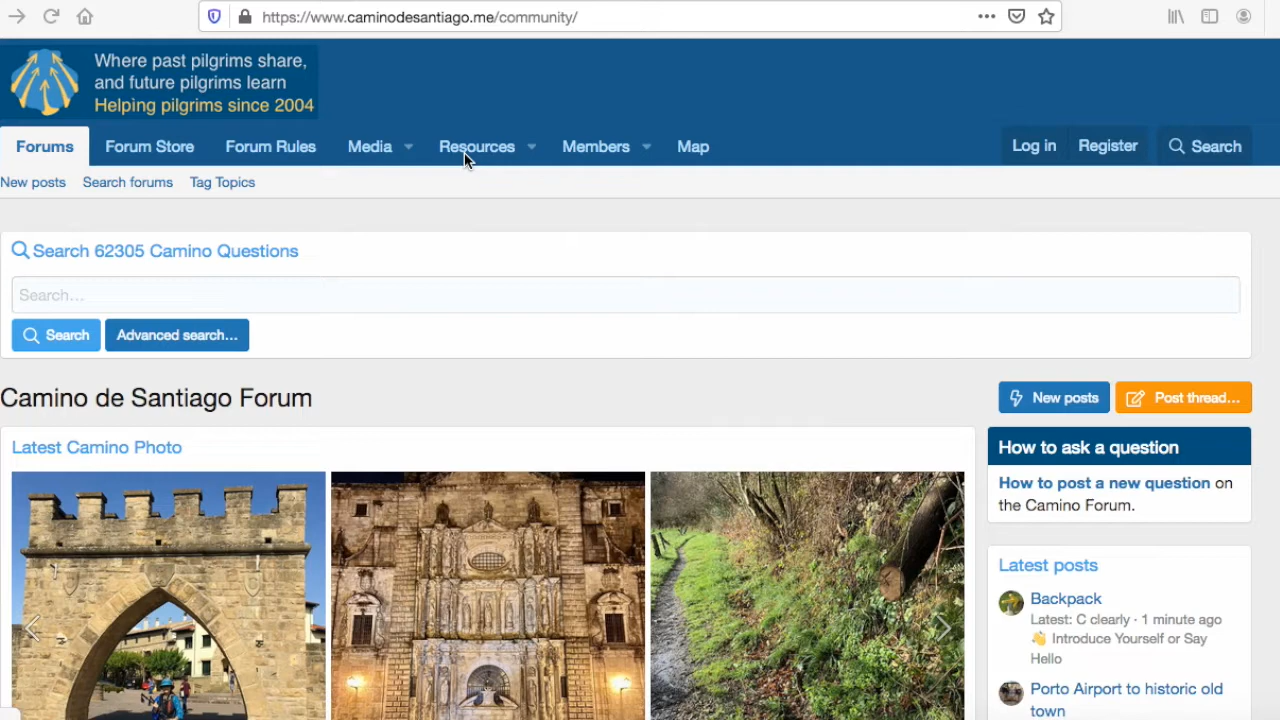 https://www.caminodesantiago.me/community/
Where past pilgrims share,
and future pilgrims learn
Helping pilgrims since 2004
Forums Forum Store Forum Rules Media Resources Members Map Log in Register Search
New posts Search forums Tag Topics
Search 62305 Camino Questions
Search...
Search Advanced search...
Camino de Santiago Forum
New posts Post thread...
Latest Camino Photo
How to ask a question
How to post a new question on
the Camino Forum.
Latest posts
Backpack
Latest: C clearly · 1 minute ago
👋 Introduce Yourself or Say
Hello
Porto Airport to historic old
town